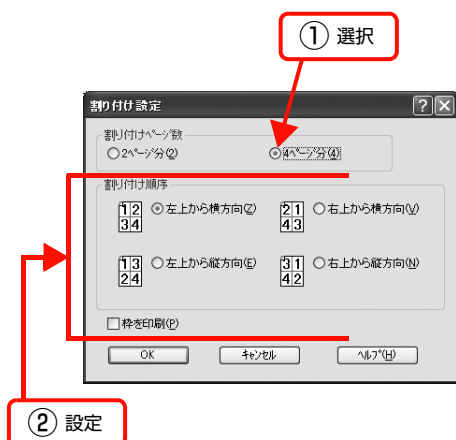 ① 選択
割り付け設定
割り付けページ数
2ページ分(2) 4ページ分(4)
割り付け順序
12 左上から横方向(Z) 21 右上から横方向(V)
34 43
13 左上から縦方向(E) 31 右上から縦方向(N)
24 42
枠を印刷(P)
OK キャンセル ヘルプ(H)
② 設定